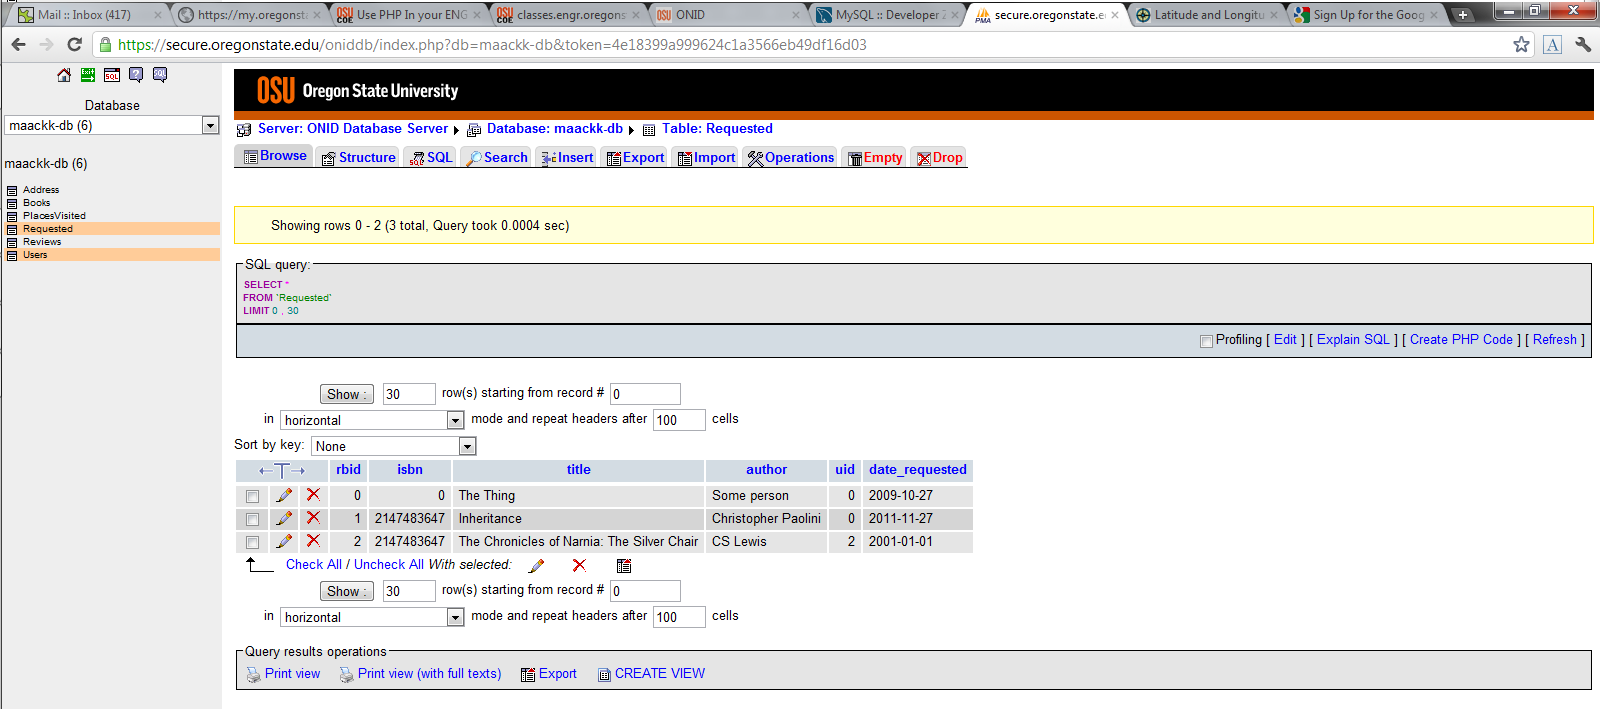 Mail :: Inbox (417)
https://my.oregonst
OSU COE Use PHP In your ENG
OSU COE classes.engr.oregons
OSU ONID
MySQL :: Developer Z
PMA secure.oregonstate.e
Latitude and Longitu
Sign Up for the Goog
https://secure.oregonstate.edu/oniddb/index.php?db=maackk-db&token=4e18399a999624c1a3566eb49df16d03
Exit SQL ? SQL
Database
maackk-db (6)
maackk-db (6)
Address
Books
PlacesVisited
Requested
Reviews
Users
OSU Oregon State University
Server: ONID Database Server Database: maackk-db Table: Requested
Browse Structure SQL Search Insert Export Import Operations Empty Drop
Showing rows 0 - 2 (3 total, Query took 0.0004 sec)
SQL query:
SELECT *
FROM `Requested`
LIMIT 0 , 30
Profiling [ Edit ] [ Explain SQL ] [ Create PHP Code ] [ Refresh ]
Show : 30 row(s) starting from record # 0
in horizontal mode and repeat headers after 100 cells
Sort by key: None
←T→ rbid isbn title author uid date_requested
0 0 The Thing Some person 0 2009-10-27
1 2147483647 Inheritance Christopher Paolini 0 2011-11-27
2 2147483647 The Chronicles of Narnia: The Silver Chair CS Lewis 2 2001-01-01
Check All / Uncheck All With selected:
Show : 30 row(s) starting from record # 0
in horizontal mode and repeat headers after 100 cells
Query results operations
Print view Print view (with full texts) Export CREATE VIEW